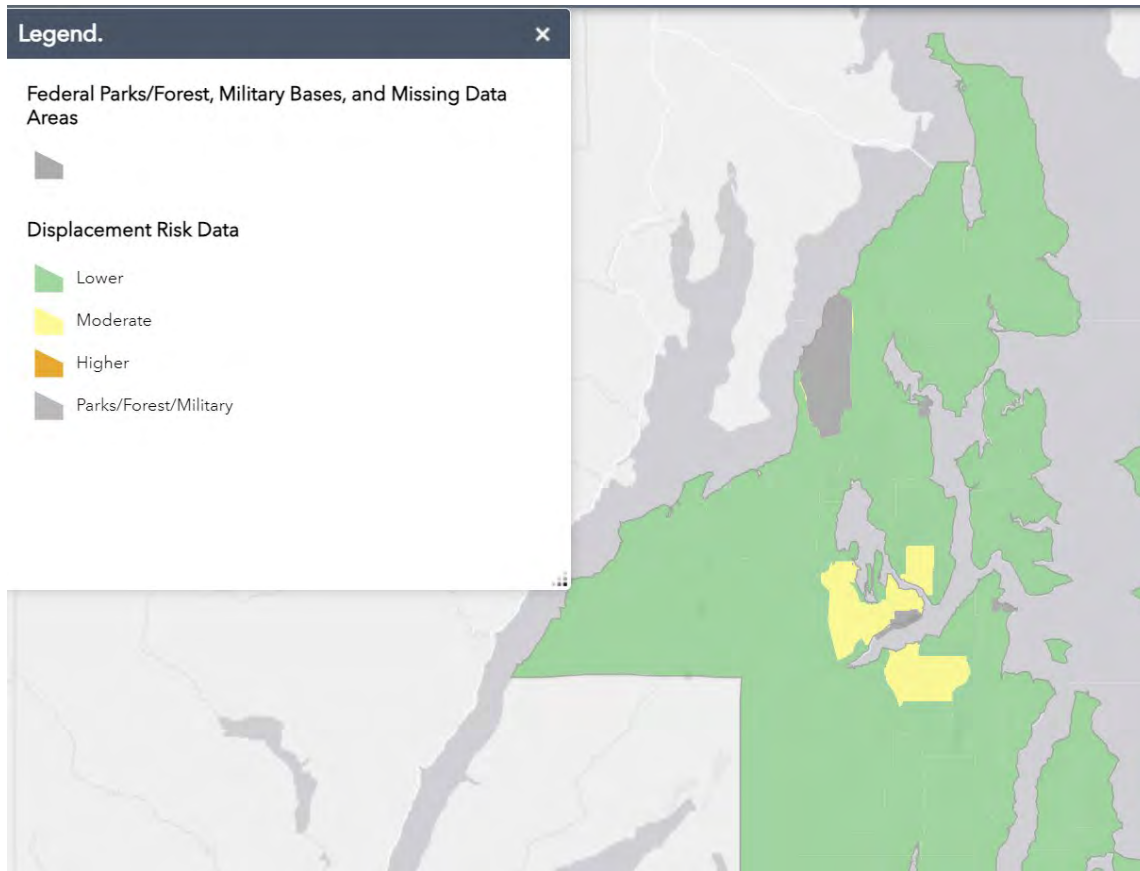 Legend.
Federal Parks/Forest, Military Bases, and Missing Data
Areas
Displacement Risk Data
Lower
Moderate
Higher
Parks/Forest/Military